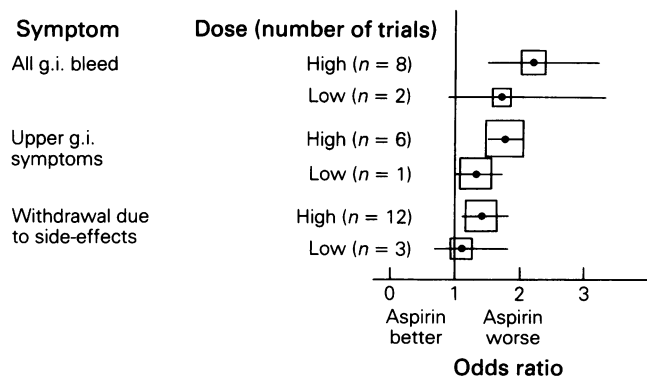 Symptom Dose (number of trials)
All g.i. bleed High (n = 8)
Low (n = 2)
Upper g.i. High (n = 6)
symptoms
Low (n = 1)
Withdrawal due High (n = 12)
to side-effects
Low (n = 3)
0 1 2 3
Aspirin Aspirin
better worse
Odds ratio